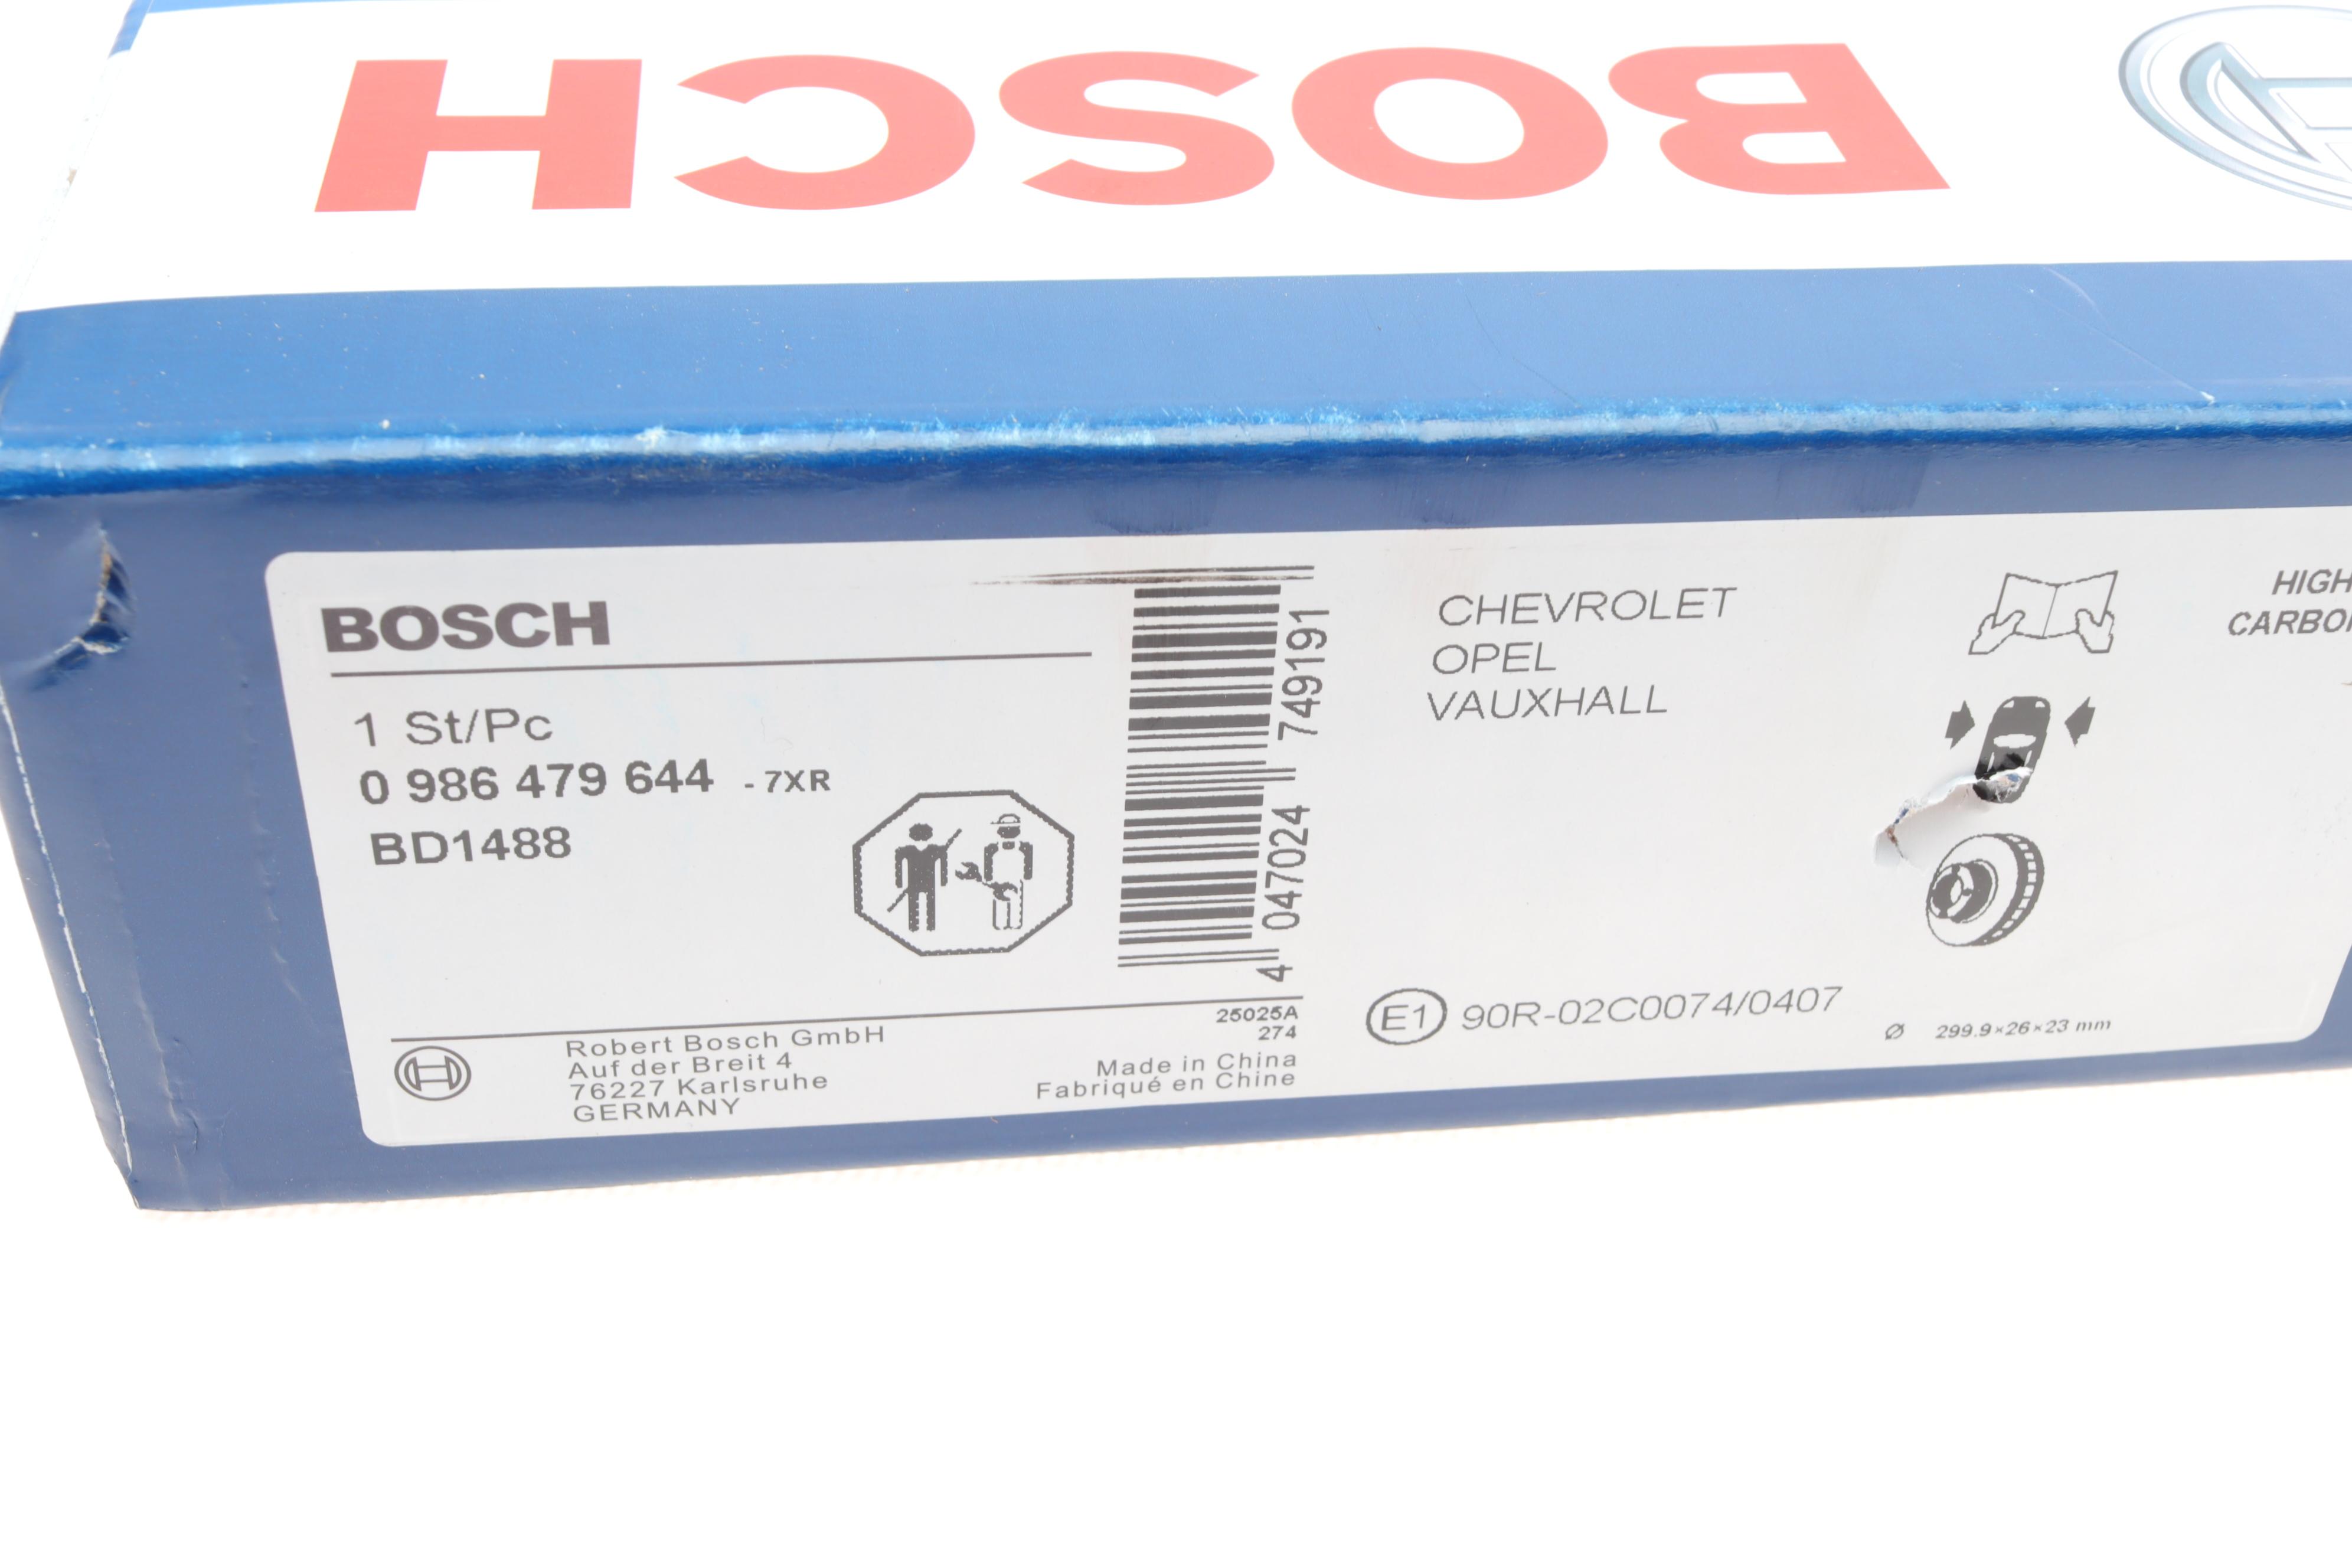 BOSCH
BOSCH
1 St/Pc
0 986 479 644 - 7XR
BD1488
4 047024 749191
Robert Bosch GmbH
Auf der Breit 4
76227 Karlsruhe
GERMANY
25025A
274
Made in China
Fabriqué en Chine
CHEVROLET
OPEL
VAUXHALL
E1 90R-02C0074/0407
HIGH
Ø 299.9×26×23 mm